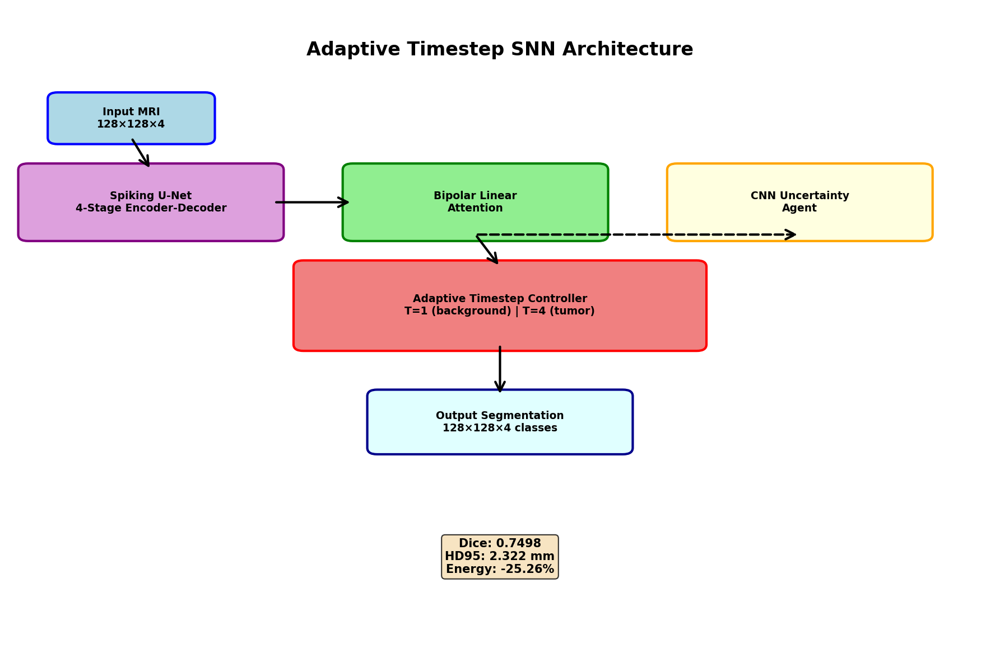 Adaptive Timestep SNN Architecture
Input MRI
128×128×4
Spiking U-Net
4-Stage Encoder-Decoder
Bipolar Linear
Attention
CNN Uncertainty
Agent
Adaptive Timestep Controller
T=1 (background) | T=4 (tumor)
Output Segmentation
128×128×4 classes
Dice: 0.7498
HD95: 2.322 mm
Energy: -25.26%